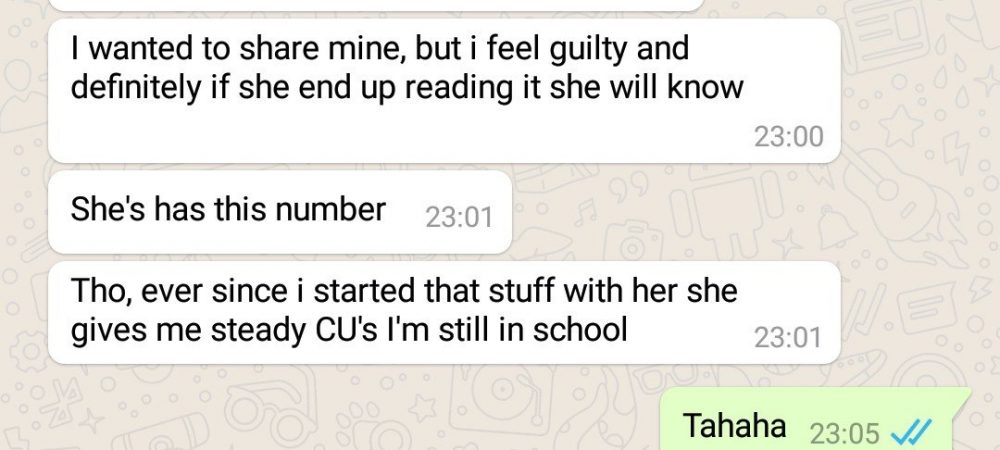 I wanted to share mine, but i feel guilty and
definitely if she end up reading it she will know
23:00
She's has this number 23:01
Tho, ever since i started that stuff with her she
gives me steady CU's I'm still in school 23:01
Tahaha 23:05